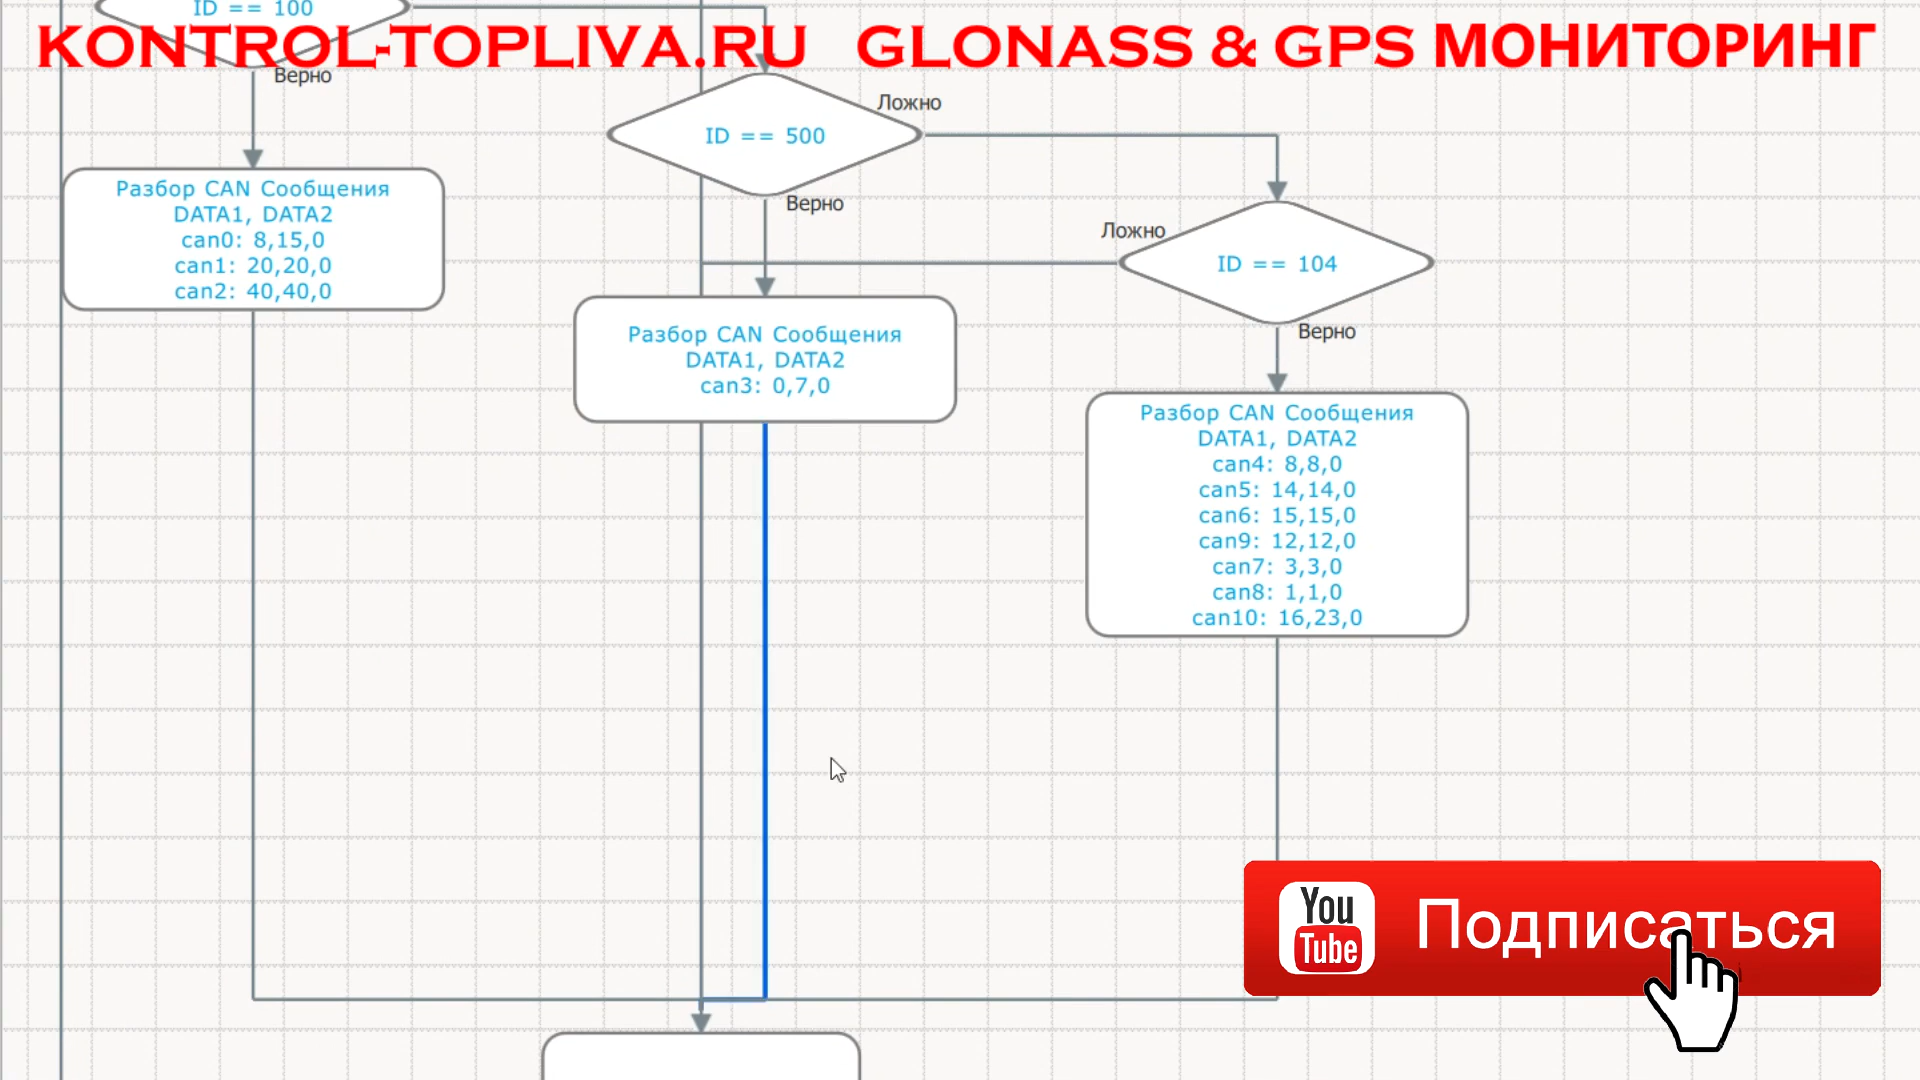 ID == 100
KONTROL-TOPLIVA.RU GLONASS & GPS МОНИТОРИНГ
Верно
Ложно
ID == 500
Разбор CAN Сообщения
DATA1, DATA2
can0: 8,15,0
can1: 20,20,0
can2: 40,40,0
Верно
Ложно
ID == 104
Верно
Разбор CAN Сообщения
DATA1, DATA2
can3: 0,7,0
Разбор CAN Сообщения
DATA1, DATA2
can4: 8,8,0
can5: 14,14,0
can6: 15,15,0
can9: 12,12,0
can7: 3,3,0
can8: 1,1,0
can10: 16,23,0
You
Tube
Подписаться